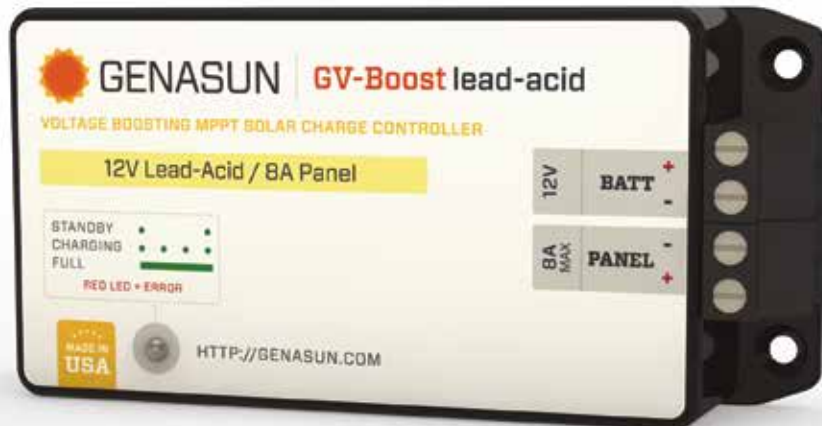 GENASUN GV-Boost lead-acid
VOLTAGE BOOSTING MPPT SOLAR CHARGE CONTROLLER
12V Lead-Acid / 8A Panel
12V BATT + -
8A MAX PANEL - +
STANDBY
CHARGING
FULL
RED LED = ERROR
MADE IN
USA
HTTP://GENASUN.COM